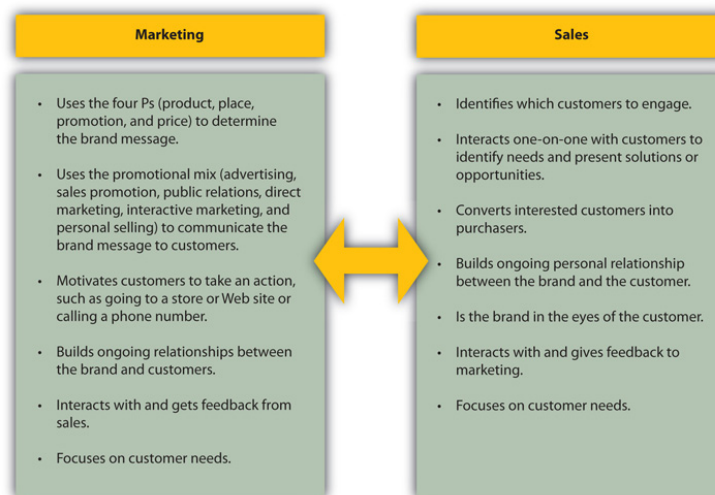 Marketing
• Uses the four Ps (product, place,
promotion, and price) to determine
the brand message.
• Uses the promotional mix (advertising,
sales promotion, public relations, direct
marketing, interactive marketing, and
personal selling) to communicate the
brand message to customers.
• Motivates customers to take an action,
such as going to a store or Web site or
calling a phone number.
• Builds ongoing relationships between
the brand and customers.
• Interacts with and gets feedback from
sales.
• Focuses on customer needs.
Sales
• Identifies which customers to engage.
• Interacts one-on-one with customers to
identify needs and present solutions or
opportunities.
• Converts interested customers into
purchasers.
• Builds ongoing personal relationship
between the brand and the customer.
• Is the brand in the eyes of the customer.
• Interacts with and gives feedback to
marketing.
• Focuses on customer needs.